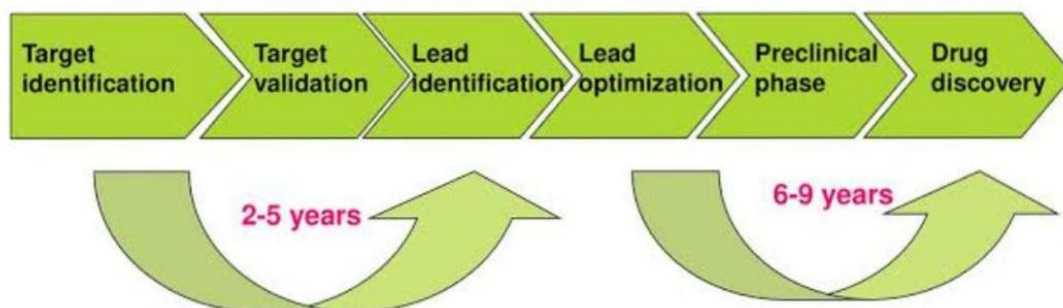 Target
identification
Target
validation
Lead
identification
Lead
optimization
Preclinical
phase
Drug
discovery
2-5 years
6-9 years